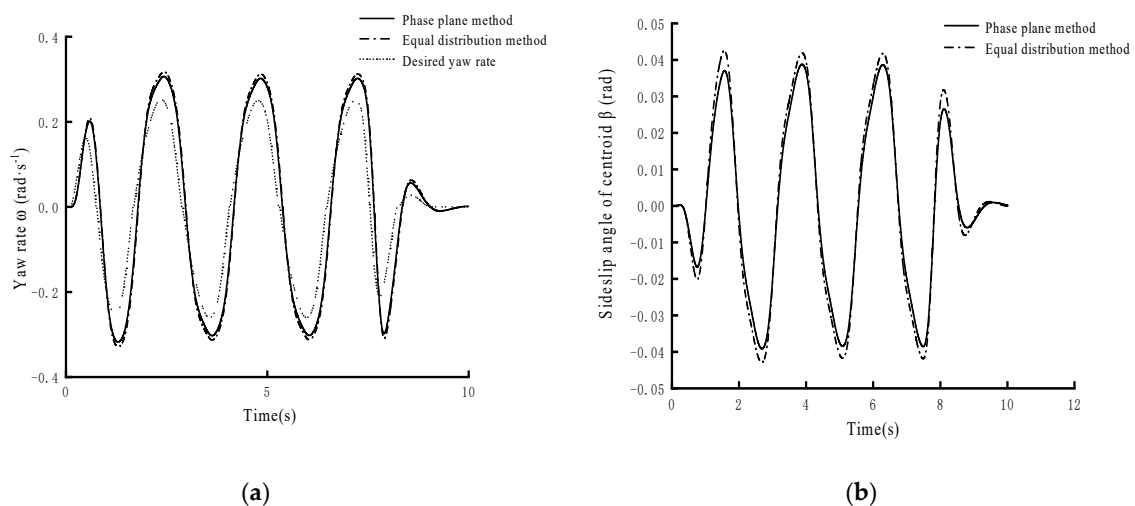 Phase plane method
Equal distribution method
Desired yaw rate
0.4
0.2
0.0
-0.2
-0.4
Yaw rate ω (rad·s⁻¹)
0
5
10
Time(s)
(a)
Phase plane method
Equal distribution method
0.05
0.04
0.03
0.02
0.01
0.00
-0.01
-0.02
-0.03
-0.04
-0.05
Sideslip angle of centroid β (rad)
0
2
4
6
8
10
12
Time(s)
(b)